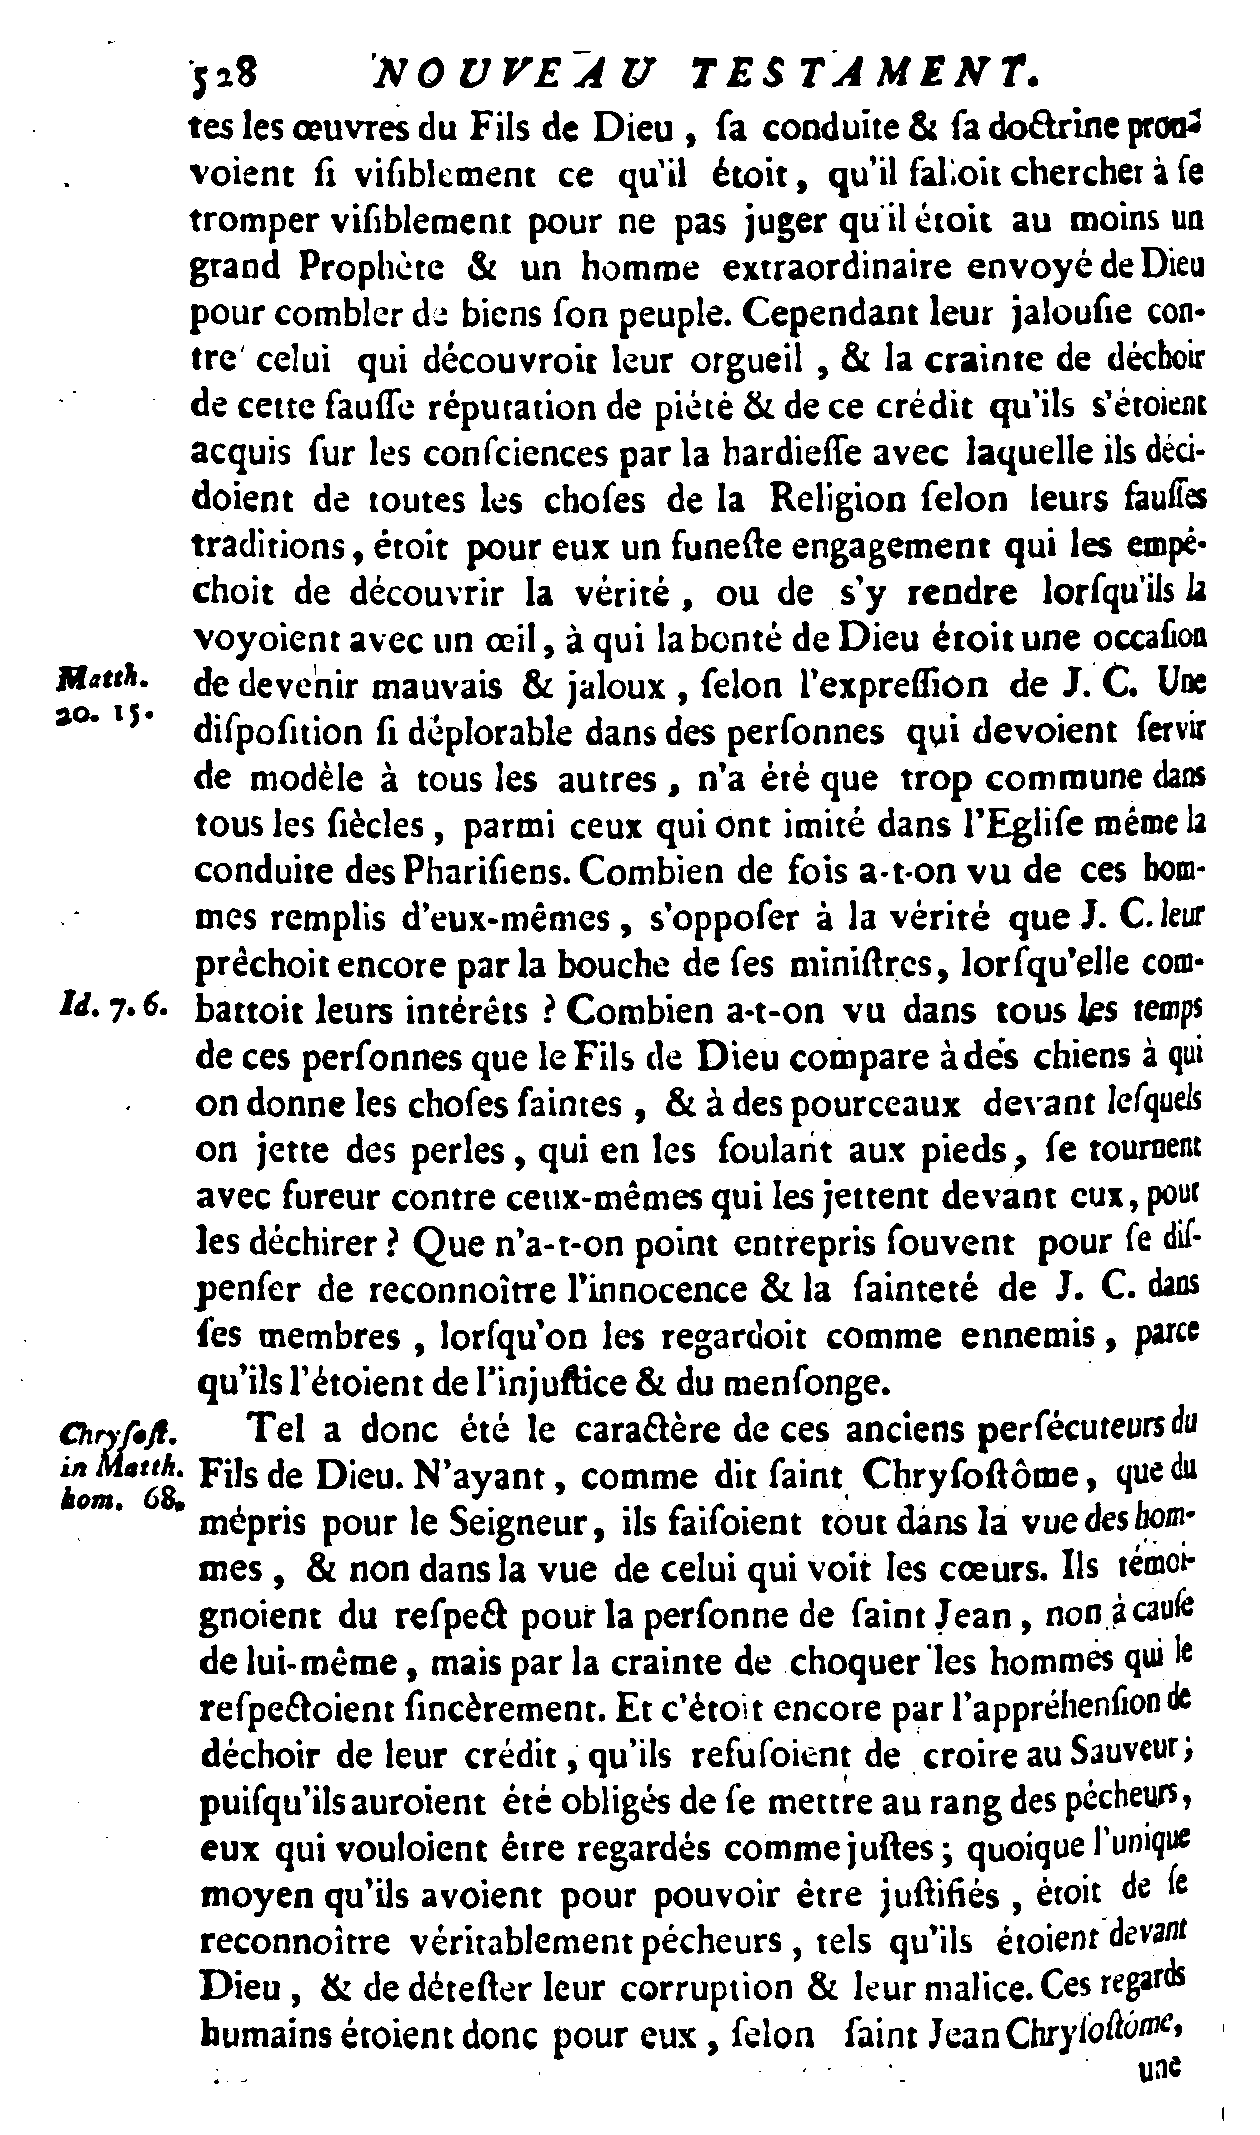 528 NOUVEAU TESTAMENT.
tes les œuvres du Fils de Dieu, ſa conduite & ſa doctrine prou-
voient ſi viſiblement ce qu'il étoit, qu'il falloit chercher à ſe
tromper viſiblement pour ne pas juger qu'il étoit au moins un
grand Prophète & un homme extraordinaire envoyé de Dieu
pour combler de biens ſon peuple. Cependant leur jalouſie con-
tre celui qui découvroit leur orgueil, & la crainte de déchoir
de cette fauſſe réputation de piété & de ce crédit qu'ils s'étoient
acquis ſur les conſciences par la hardieſſe avec laquelle ils déci-
doient de toutes les choſes de la Religion ſelon leurs fauſſes
traditions, étoit pour eux un funeſte engagement qui les empê-
choit de découvrir la vérité, ou de s'y rendre lorſqu'ils la
voyoient avec un œil, à qui la bonté de Dieu étoit une occaſion
Matth. 20. 15.
de devenir mauvais & jaloux, ſelon l'expreſſion de J. C. Une
diſpoſition ſi déplorable dans des perſonnes qui devoient ſervir
de modèle à tous les autres, n'a été que trop commune dans
tous les ſiècles, parmi ceux qui ont imité dans l'Egliſe même la
conduite des Phariſiens. Combien de fois a-t-on vu de ces hom-
mes remplis d'eux-mêmes, s'oppoſer à la vérité que J. C. leur
prêchoit encore par la bouche de ſes miniſtres, lorſqu'elle com-
Id. 7. 6.
battoit leurs intérêts ? Combien a-t-on vu dans tous les temps
de ces perſonnes que le Fils de Dieu compare à des chiens à qui
on donne les choſes ſaintes, & à des pourceaux devant leſquels
on jette des perles, qui en les foulant aux pieds, ſe tournent
avec fureur contre ceux-mêmes qui les jettent devant eux, pour
les déchirer ? Que n'a-t-on point entrepris ſouvent pour ſe diſ-
penſer de reconnoître l'innocence & la ſainteté de J. C. dans
ſes membres, lorſqu'on les regardoit comme ennemis, parce
qu'ils l'étoient de l'injuſtice & du menſonge.
Chryſoſt. in Matth. hom. 68.
Tel a donc été le caractère de ces anciens perſécuteurs du
Fils de Dieu. N'ayant, comme dit ſaint Chryſoſtôme, que du
mépris pour le Seigneur, ils faiſoient tout dans la vue des hom-
mes, & non dans la vue de celui qui voit les cœurs. Ils témoi-
gnoient du reſpect pour la perſonne de ſaint Jean, non à cauſe
de lui-même, mais par la crainte de choquer les hommes qui le
reſpectoient ſincèrement. Et c'étoit encore par l'appréhenſion de
déchoir de leur crédit, qu'ils refuſoient de croire au Sauveur;
puiſqu'ils auroient été obligés de ſe mettre au rang des pécheurs,
eux qui vouloient être regardés comme juſtes; quoique l'unique
moyen qu'ils avoient pour pouvoir être juſtifiés, étoit de ſe
reconnoître véritablement pécheurs, tels qu'ils étoient devant
Dieu, & de déteſter leur corruption & leur malice. Ces regards
humains étoient donc pour eux, ſelon ſaint Jean Chryſoſtôme,
une